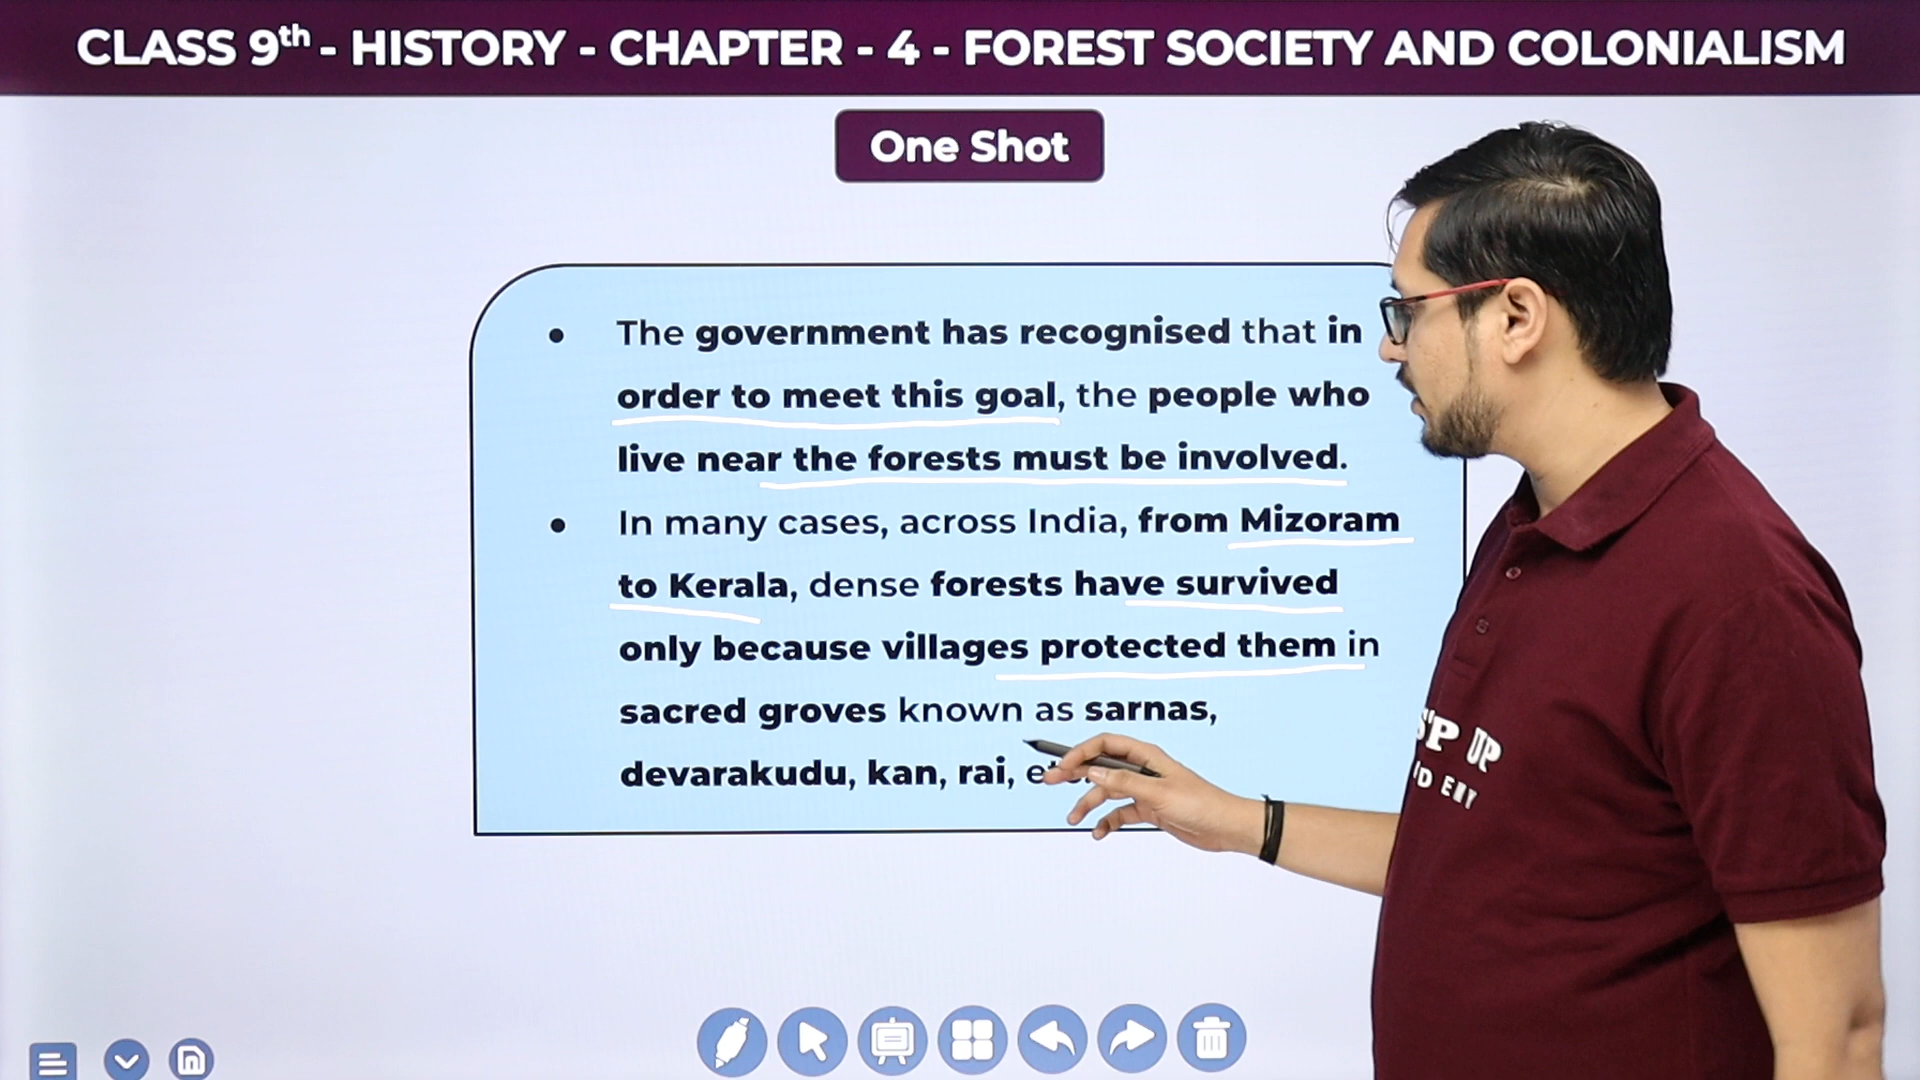 CLASS 9th - HISTORY - CHAPTER - 4 - FOREST SOCIETY AND COLONIALISM
One Shot
• The government has recognised that in
order to meet this goal, the people who
live near the forests must be involved.
• In many cases, across India, from Mizoram
to Kerala, dense forests have survived
only because villages protected them in
sacred groves known as sarnas,
devarakudu, kan, rai,